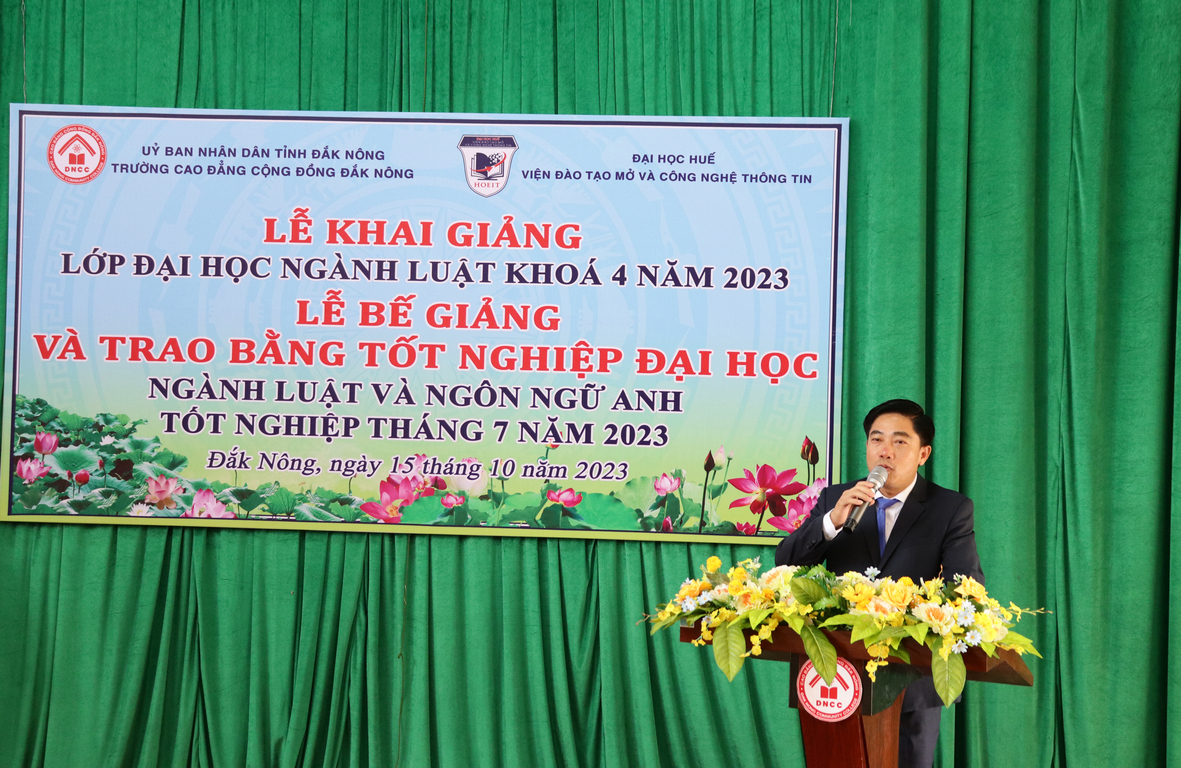 UỶ BAN NHÂN DÂN TỈNH ĐẮK NÔNG
TRƯỜNG CAO ĐẲNG CỘNG ĐỒNG ĐẮK NÔNG
DNCC
HOEIT
ĐẠI HỌC HUẾ
VIỆN ĐÀO TẠO MỞ VÀ CÔNG NGHỆ THÔNG TIN
LỄ KHAI GIẢNG
LỚP ĐẠI HỌC NGÀNH LUẬT KHOÁ 4 NĂM 2023
LỄ BẾ GIẢNG
VÀ TRAO BẰNG TỐT NGHIỆP ĐẠI HỌC
NGÀNH LUẬT VÀ NGÔN NGỮ ANH
TỐT NGHIỆP THÁNG 7 NĂM 2023
Đắk Nông, ngày 15 tháng 10 năm 2023
DNCC